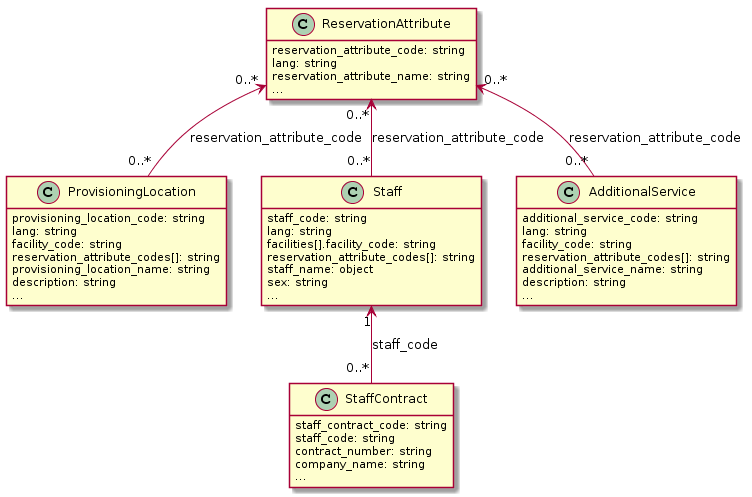 C ReservationAttribute
reservation_attribute_code: string
lang: string
reservation_attribute_name: string
...
0..*
0..*
0..*
reservation_attribute_code
reservation_attribute_code
reservation_attribute_code
0..*
0..*
0..*
C ProvisioningLocation
provisioning_location_code: string
lang: string
facility_code: string
reservation_attribute_codes[]: string
provisioning_location_name: string
description: string
...
C Staff
staff_code: string
lang: string
facilities[].facility_code: string
reservation_attribute_codes[]: string
staff_name: object
sex: string
...
C AdditionalService
additional_service_code: string
lang: string
facility_code: string
reservation_attribute_codes[]: string
additional_service_name: string
description: string
...
1
staff_code
0..*
C StaffContract
staff_contract_code: string
staff_code: string
contract_number: string
company_name: string
...